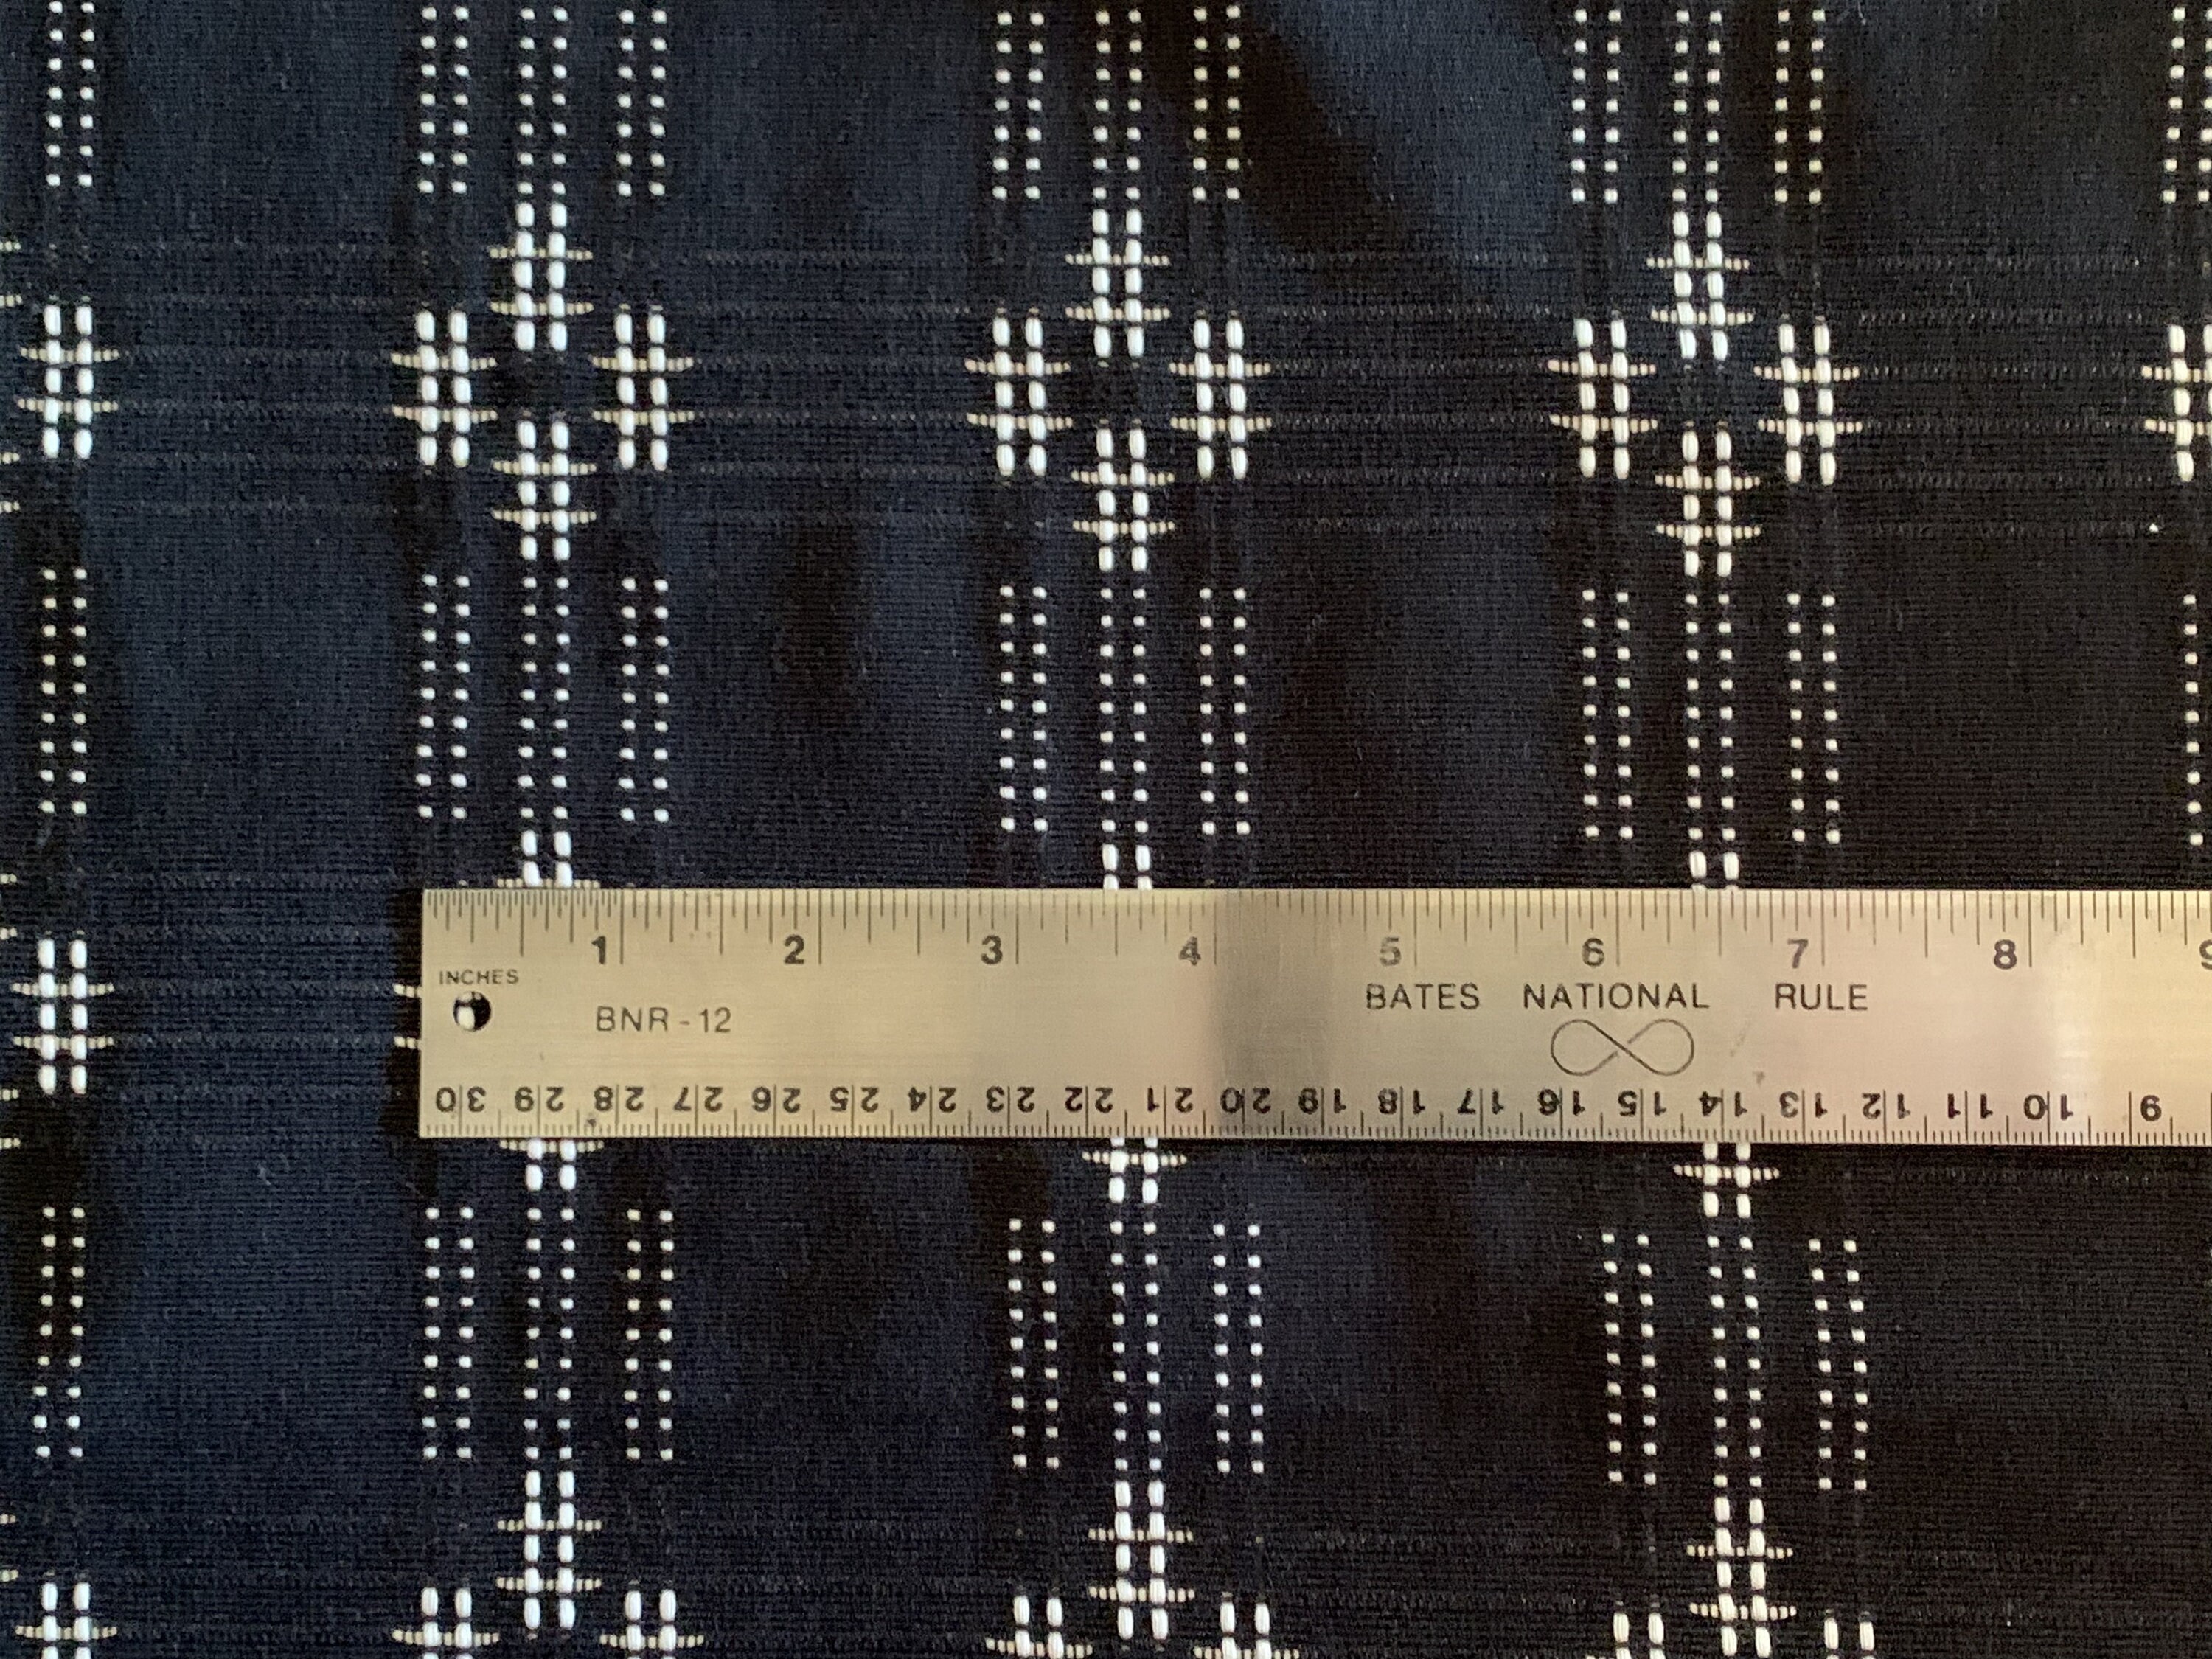 1 2 3 4 5 6 7 8 9
INCHES
BNR-12
BATES NATIONAL RULE
30 29 28 27 26 25 24 23 22 21 20 19 18 17 16 15 14 13 12 11 10 9